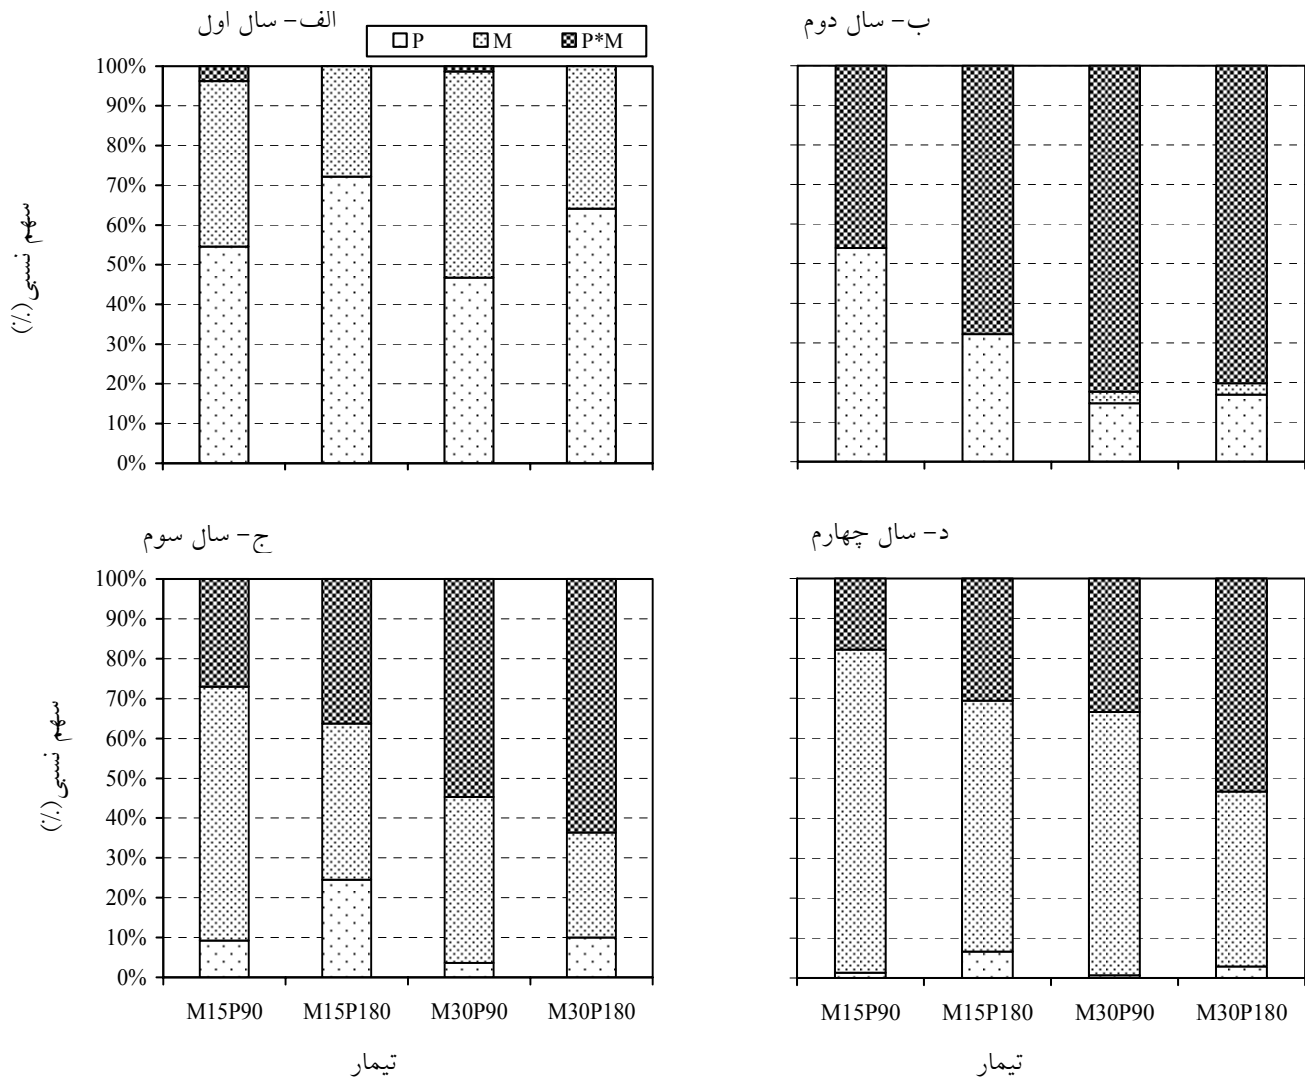 الف- سال اول
P M P*M
100%
90%
80%
70%
60%
50%
40%
30%
20%
10%
0%
سهم نسبی(٪)
ب- سال دوم
ج- سال سوم
100%
90%
80%
70%
60%
50%
40%
30%
20%
10%
0%
سهم نسبی(٪)
M15P90 M15P180 M30P90 M30P180
تیمار
د- سال چهارم
M15P90 M15P180 M30P90 M30P180
تیمار